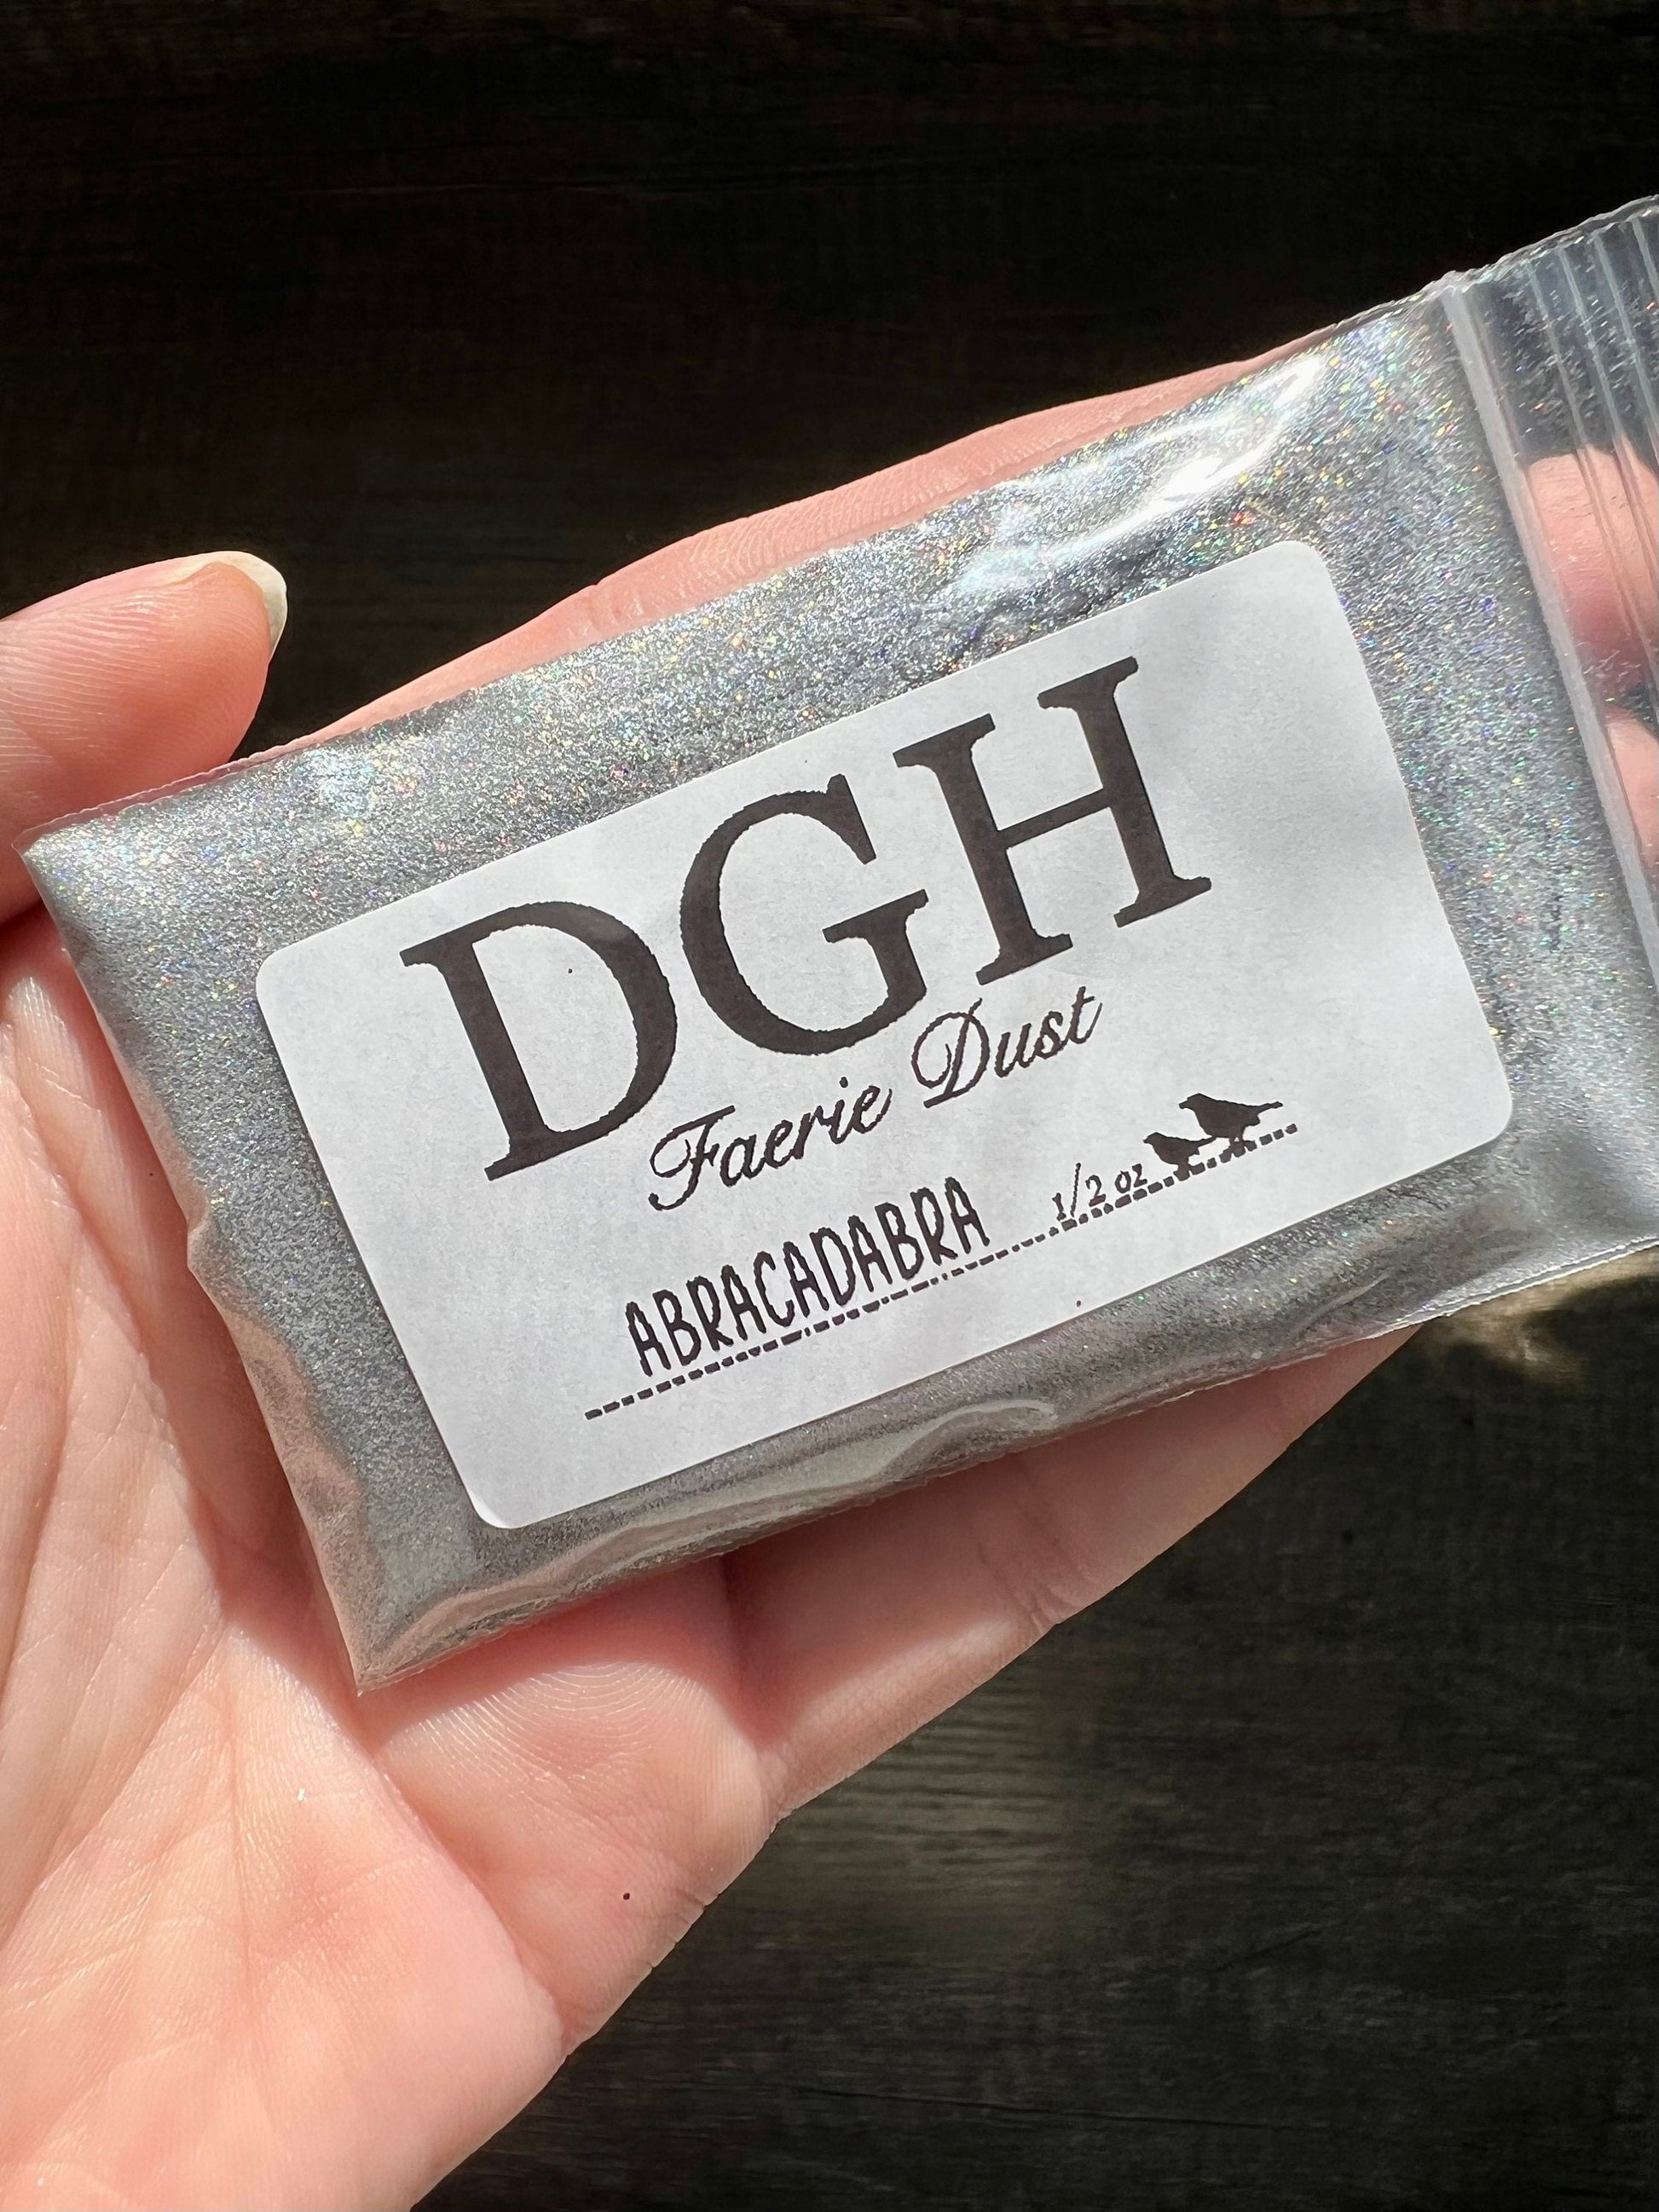 DGH
Faerie Dust
ABRACADABRA 1/2 oz